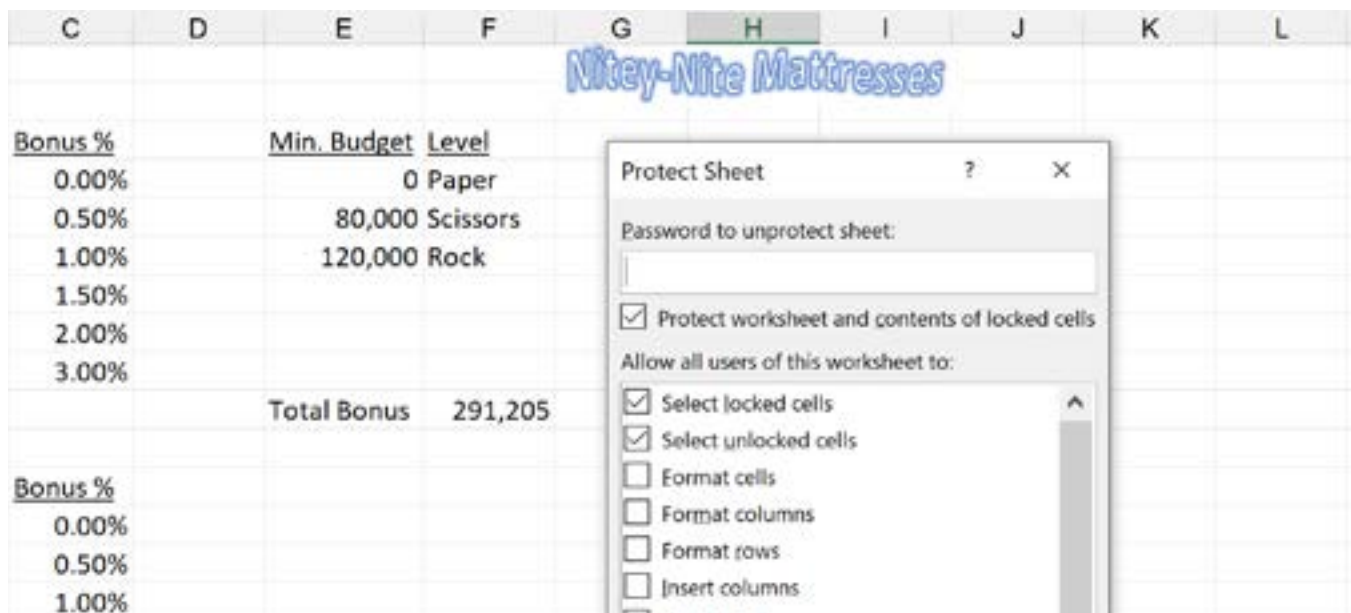 C D E F G H I J K L
Nitey-Nite Mattresses
Bonus % Min. Budget Level
0.00% 0 Paper
0.50% 80,000 Scissors
1.00% 120,000 Rock
1.50%
2.00%
3.00%
Total Bonus 291,205
Bonus %
0.00%
0.50%
1.00%
Protect Sheet ? ×
Password to unprotect sheet:
Protect worksheet and contents of locked cells
Allow all users of this worksheet to:
Select locked cells
Select unlocked cells
Format cells
Format columns
Format rows
Insert columns